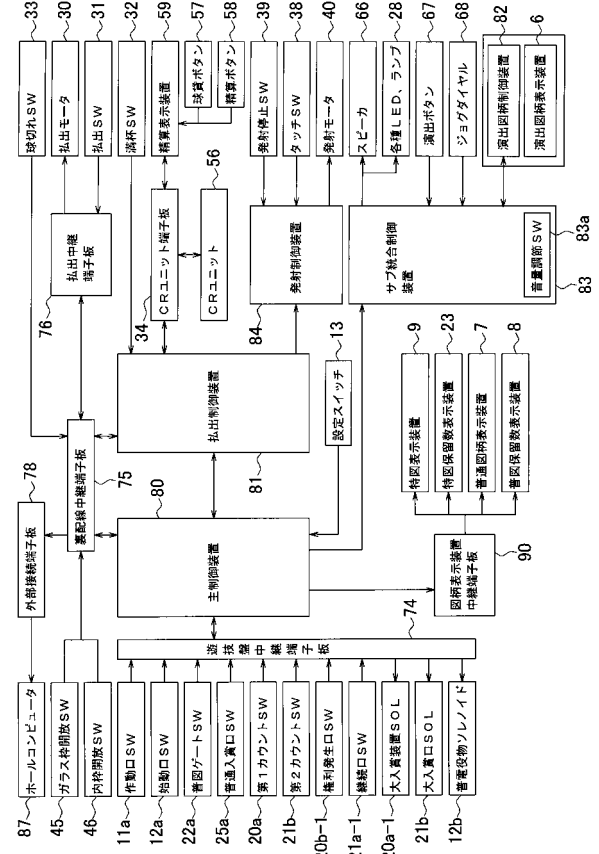 87
ホールコンピュータ
45
ガラス枠開放SW
46
内枠開放SW
11a
作動口SW
12a
始動口SW
22a
普図ゲートSW
25a
普通入賞口SW
20a
第1カウントSW
21b
第2カウントSW
20b-1
権利発生口SW
21a-1
継続口SW
20a-1
大入賞装置SOL
21b
大入賞口SOL
12b
普電役物ソレノイド
外部接続端子板
78
裏配線中継端子板
75
遊技盤中継端子板
74
主制御装置
80
図柄表示装置
中継端子板
90
払出制御装置
81
設定スイッチ
13
特図表示装置
9
特図保留数表示装置
23
普通図柄表示装置
7
普図保留数表示装置
8
払出中継
端子板
76
CRユニット端子板
34
CRユニット
56
発射制御装置
84
サブ統合制御
装置
音量調節SW
83a
83
球切れSW
33
払出モータ
30
払出SW
31
満杯SW
32
精算表示装置
59
球貸ボタン
57
精算ボタン
58
発射停止SW
39
タッチSW
38
発射モータ
40
スピーカ
66
各種LED、ランプ
28
演出ボタン
67
ジョグダイヤル
68
演出図柄制御装置
82
演出図柄表示装置
6